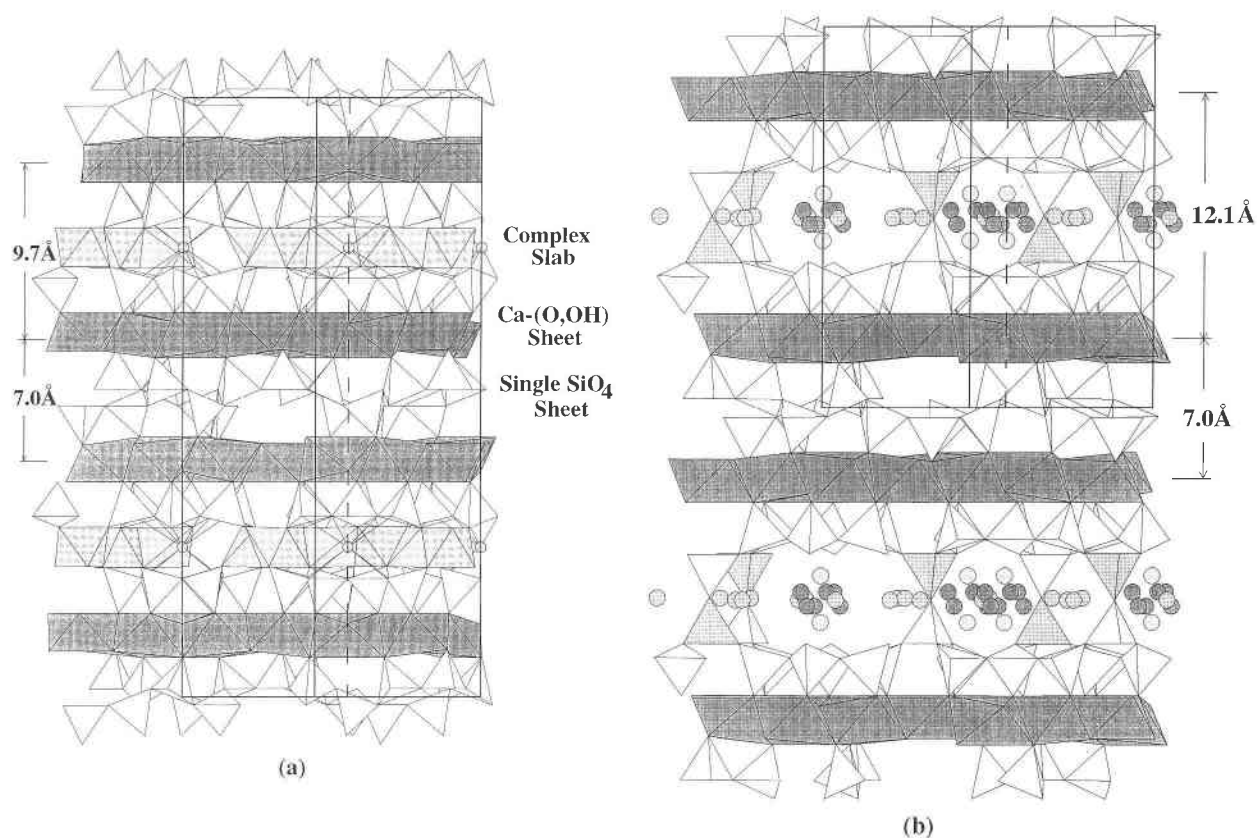 9.7Å
7.0Å
Complex
Slab
Ca-(O,OH)
Sheet
Single SiO4
Sheet
(a)
12.1Å
7.0Å
(b)